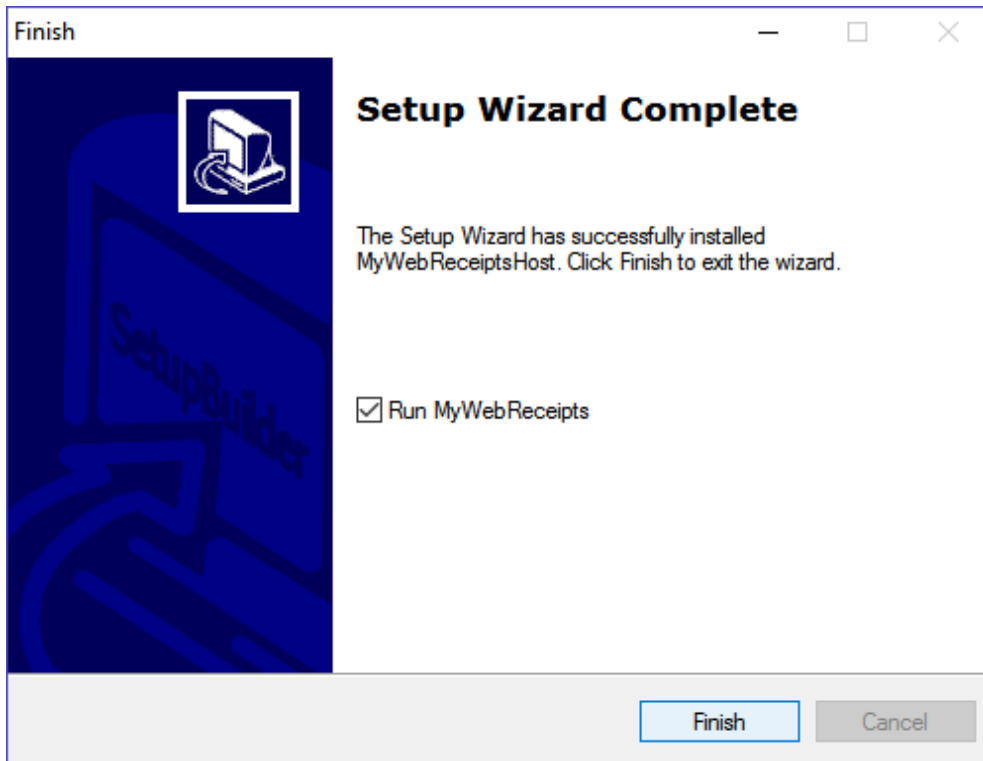 Finish
Setup Wizard Complete
The Setup Wizard has successfully installed
MyWebReceiptsHost. Click Finish to exit the wizard.
SetupBuilder
Run MyWebReceipts
Finish
Cancel